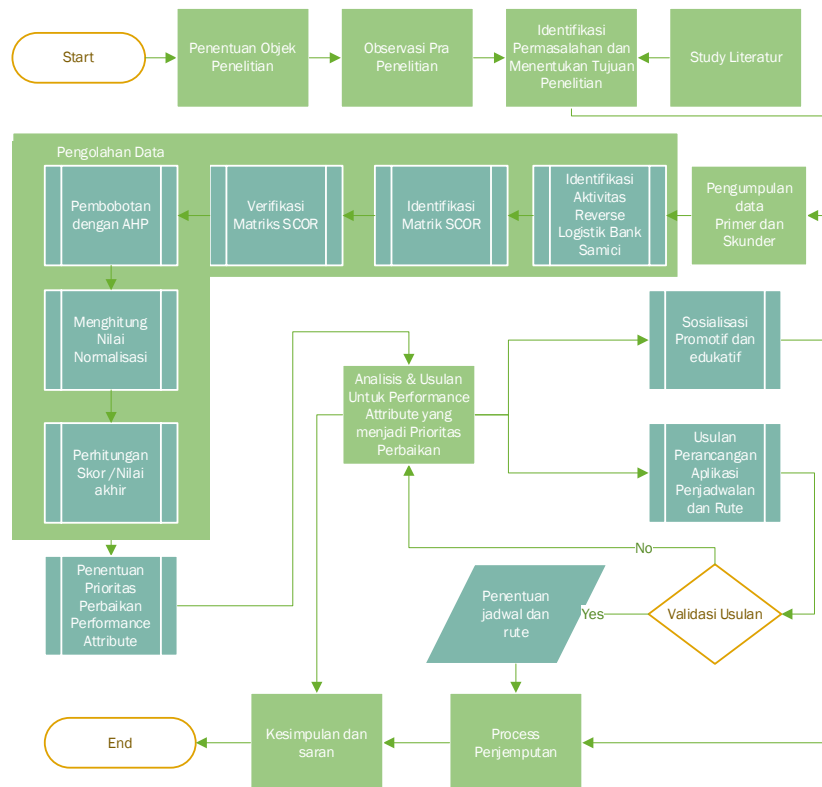 Start
Penentuan Objek
Penelitian
Observasi Pra
Penelitian
Identifikasi
Permasalahan dan
Menentukan Tujuan
Penelitian
Study Literatur
Pengolahan Data
Pembobotan
dengan AHP
Verifikasi
Matriks SCOR
Identifikasi
Matrik SCOR
Identifikasi
Aktivitas
Reverse
Logistik Bank
Samici
Pengumpulan
data
Primer dan
Skunder
Menghitung
Nilai
Normalisasi
Sosialisasi
Promotif dan
edukatif
Analisis & Usulan
Untuk Performance
Attribute yang
menjadi Prioritas
Perbaikan
Perhitungan
Skor /Nilai
akhir
Usulan
Perancangan
Aplikasi
Penjadwalan
dan Rute
No
Penentuan
Prioritas
Perbaikan
Performance
Attribute
Penentuan
jadwal dan
rute
Yes
Validasi Usulan
End
Kesimpulan dan
saran
Process
Penjemputan